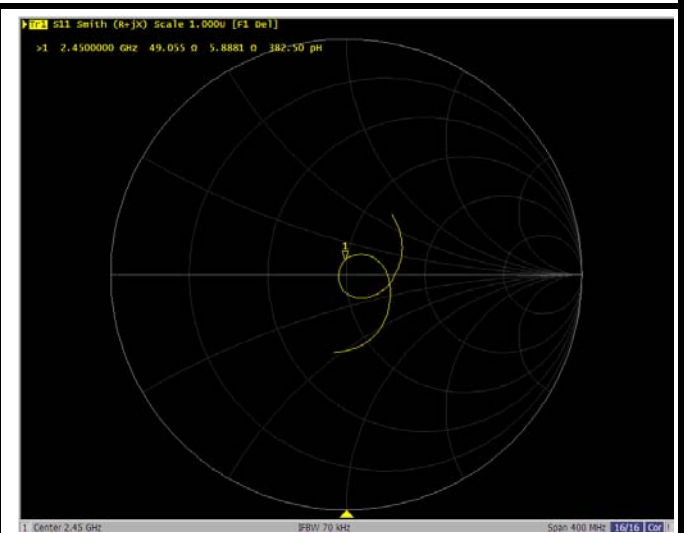 Tr1 S11 Smith (R+jX) Scale 1.000U [F1 Del]
>1 2.4500000 GHz 49.055 Ω 5.8881 Ω 382.50 pH
1
1 Center 2.45 GHz IFBW 70 kHz Span 400 MHz 16/16 Cor !